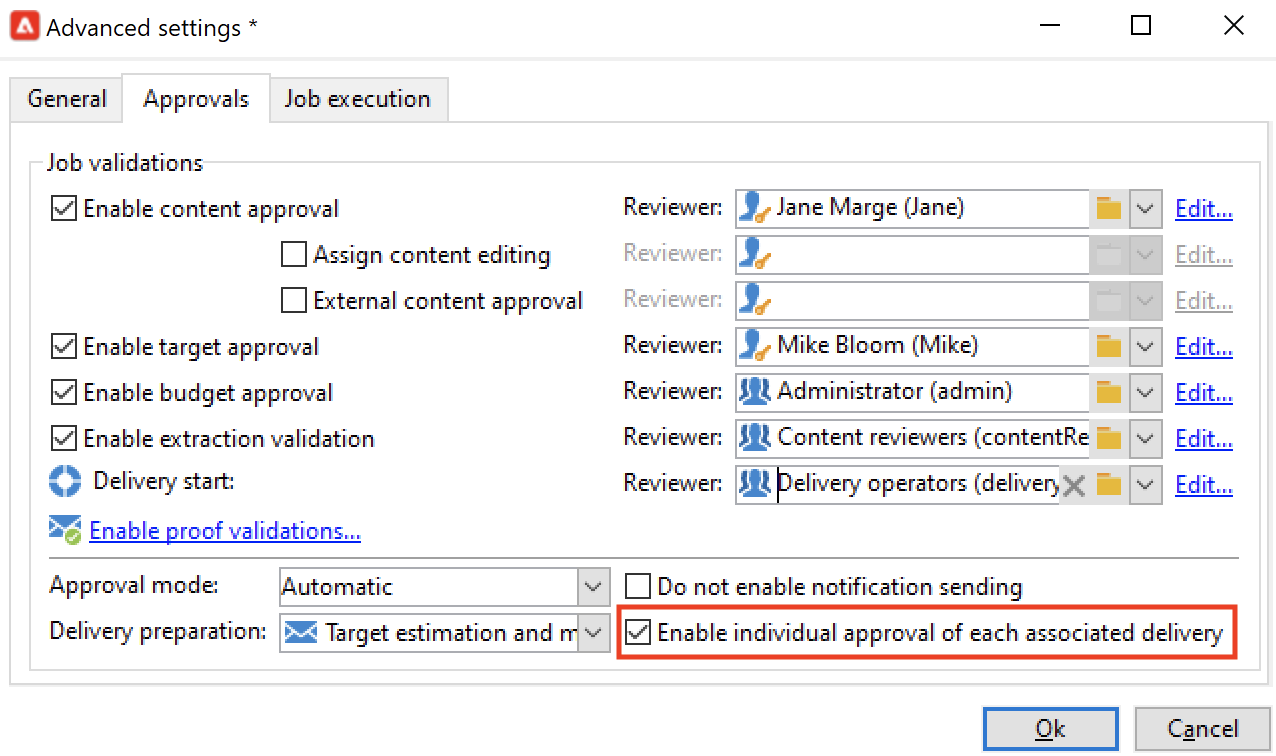 Advanced settings *
General Approvals Job execution
Job validations
Enable content approval Reviewer: Jane Marge (Jane) Edit...
Assign content editing Reviewer: Edit...
External content approval Reviewer: Edit...
Enable target approval Reviewer: Mike Bloom (Mike) Edit...
Enable budget approval Reviewer: Administrator (admin) Edit...
Enable extraction validation Reviewer: Content reviewers (contentRe Edit...
Delivery start: Reviewer: Delivery operators (delivery Edit...
Enable proof validations...
Approval mode: Automatic Do not enable notification sending
Delivery preparation: Target estimation and m Enable individual approval of each associated delivery
Ok Cancel